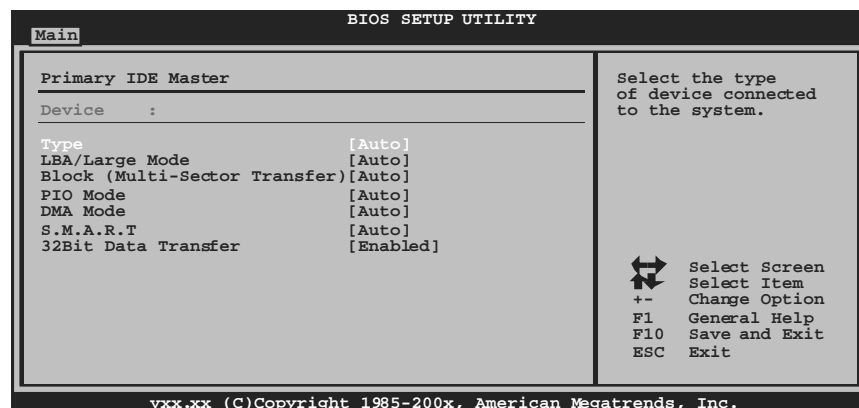 BIOS SETUP UTILITY
Main
Primary IDE Master
Device :
Type [Auto]
LBA/Large Mode [Auto]
Block (Multi-Sector Transfer)[Auto]
PIO Mode [Auto]
DMA Mode [Auto]
S.M.A.R.T [Auto]
32Bit Data Transfer [Enabled]
Select the type
of device connected
to the system.
Select Screen
Select Item
+- Change Option
F1 General Help
F10 Save and Exit
ESC Exit
vxx.xx (C)Copyright 1985-200x, American Megatrends, Inc.